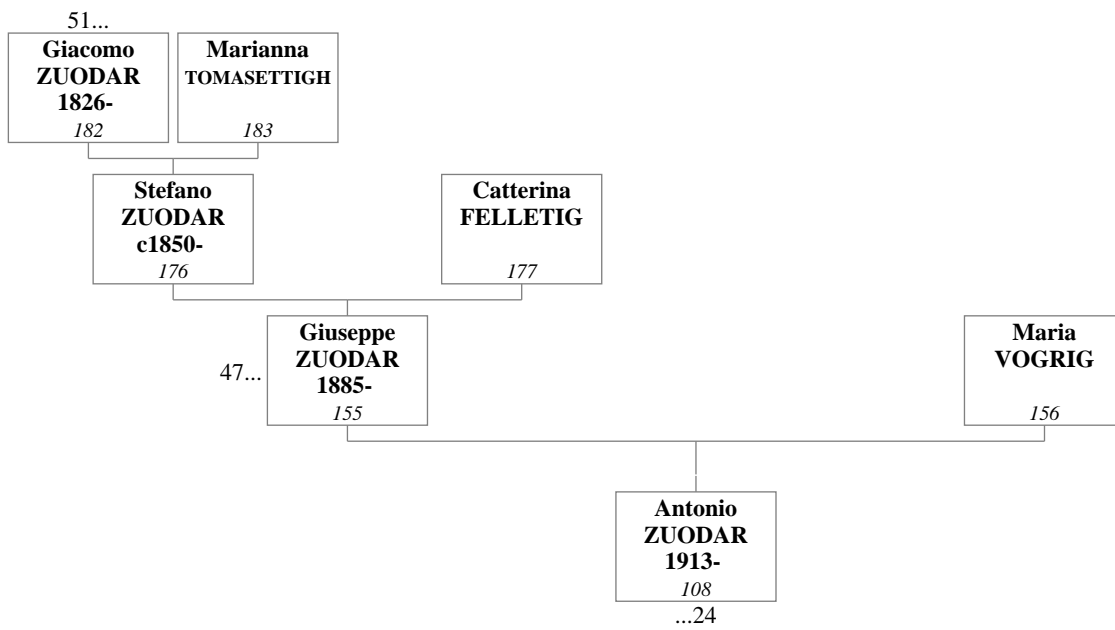 51...
Giacomo
ZUODAR
1826-
182
Marianna
TOMASETTIGH
183
Stefano
ZUODAR
c1850-
176
Catterina
FELLETIG
177
47...
Giuseppe
ZUODAR
1885-
155
Maria
VOGRIG
156
Antonio
ZUODAR
1913-
108
...24